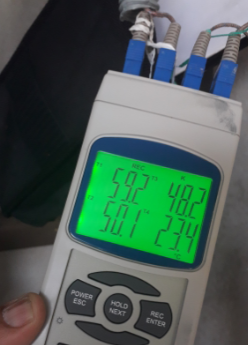 REC
59.2 48.2
50.1 23.4
°C
POWER
ESC
HOLD
NEXT
REC
ENTER